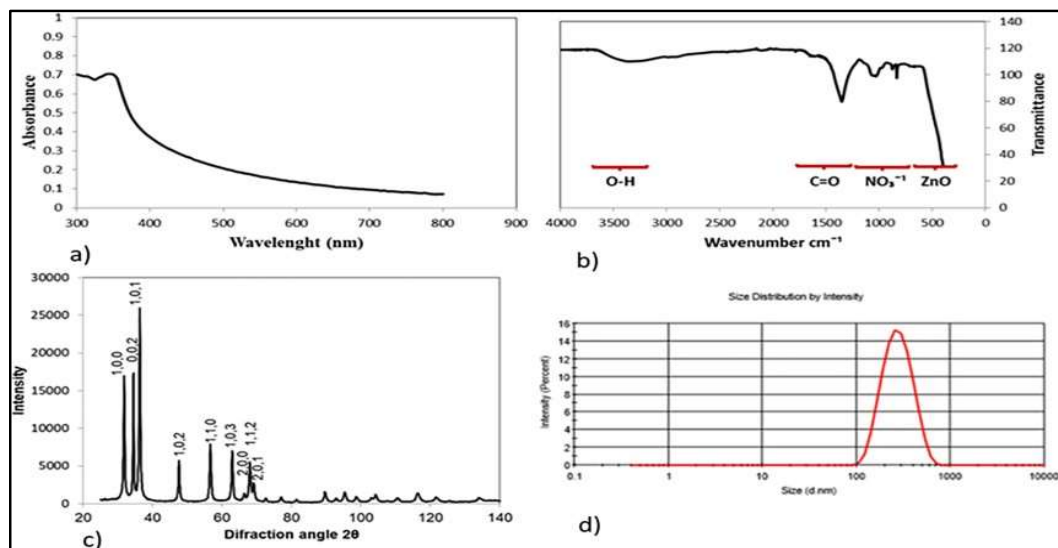 Absorbance
1
0.9
0.8
0.7
0.6
0.5
0.4
0.3
0.2
0.1
0
300 400 500 600 700 800 900
Wavelenght (nm)
a)
140
120
100
80
60
40
20
0
Transmittance
O-H C=O NO₃⁻¹ ZnO
4000 3500 3000 2500 2000 1500 1000 500 0
Wavenumber cm⁻¹
b)
Intensity
30000
25000
20000
15000
10000
5000
0
1,0,0
0,0,2
1,0,1
1,0,2
1,1,0
1,0,3
2,0,0
1,1,2
2,0,1
20 40 60 80 100 120 140
Difraction angle 2θ
c)
Size Distribution by Intensity
Intensity (Percent)
16
14
12
10
8
6
4
2
0
0.1 1 10 100 1000 10000
Size (d nm)
d)